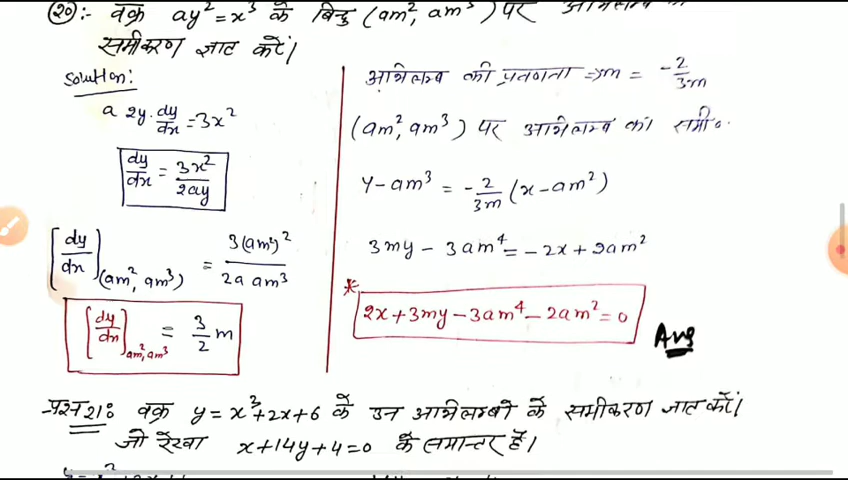 (20):- वक्र ay² = x³ के बिन्दु (am², am³) पर
समीकरण ज्ञात करें।
Solution:
a 2y. dy/dx = 3x²
dy/dx = 3x²/2ay
[dy/dx](am², am³) = 3(am²)²/2a am³
[dy/dx]am², am³ = 3/2 m
अभिलम्ब की प्रवणता ⇒ m = -2/3m
(am², am³) पर अभिलम्ब का समी०
y - am³ = -2/3m (x - am²)
3my - 3am⁴ = -2x + 2am²
* 2x + 3my - 3am⁴ - 2am² = 0
Ans
प्रश्न 21: वक्र y = x³+2x+6 के उन अभिलम्बो के समीकरण ज्ञात करें।
जो रेखा x+14y+4=0 के समान्तर हैं।